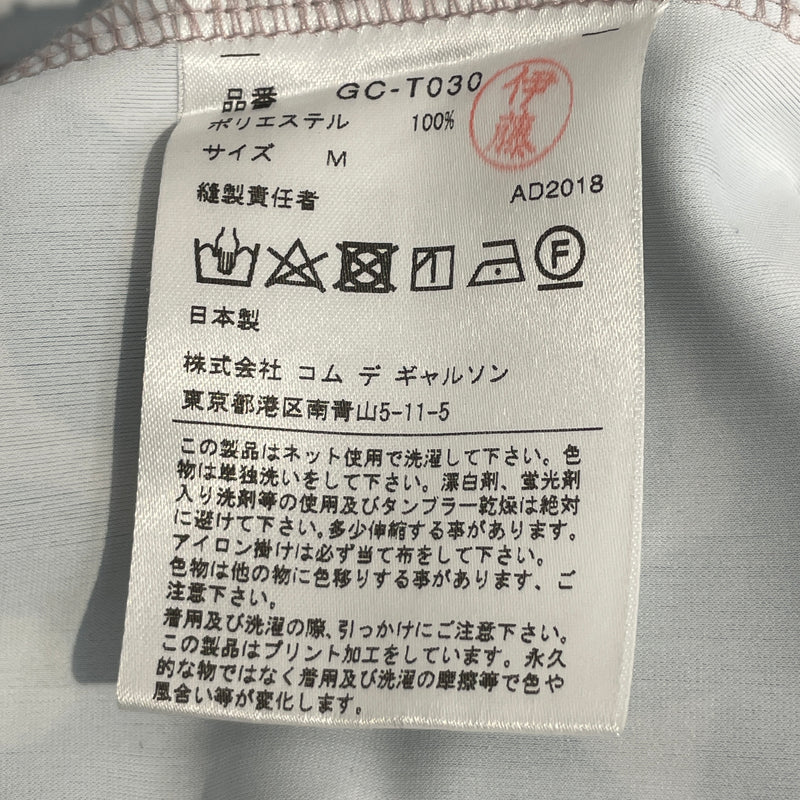 品番 GC-T030
伊藤
ポリエステル 100%
サイズ M
縫製責任者 AD2018
F
日本製
株式会社 コム デ ギャルソン
東京都港区南青山5-11-5
この製品はネット使用で洗濯して下さい。色
物は単独洗いをして下さい。漂白剤、蛍光剤
入り洗剤等の使用及びタンブラー乾燥は絶対
に避けて下さい。多少伸縮する事があります。
アイロン掛けは必ず当て布をして下さい。
色物は他の物に色移りする事があります、ご
注意下さい。
着用及び洗濯の際、引っかけにご注意下さい。
この製品はプリント加工をしています。永久
的な物ではなく着用及び洗濯の摩擦等で色や
風合い等が変化します。